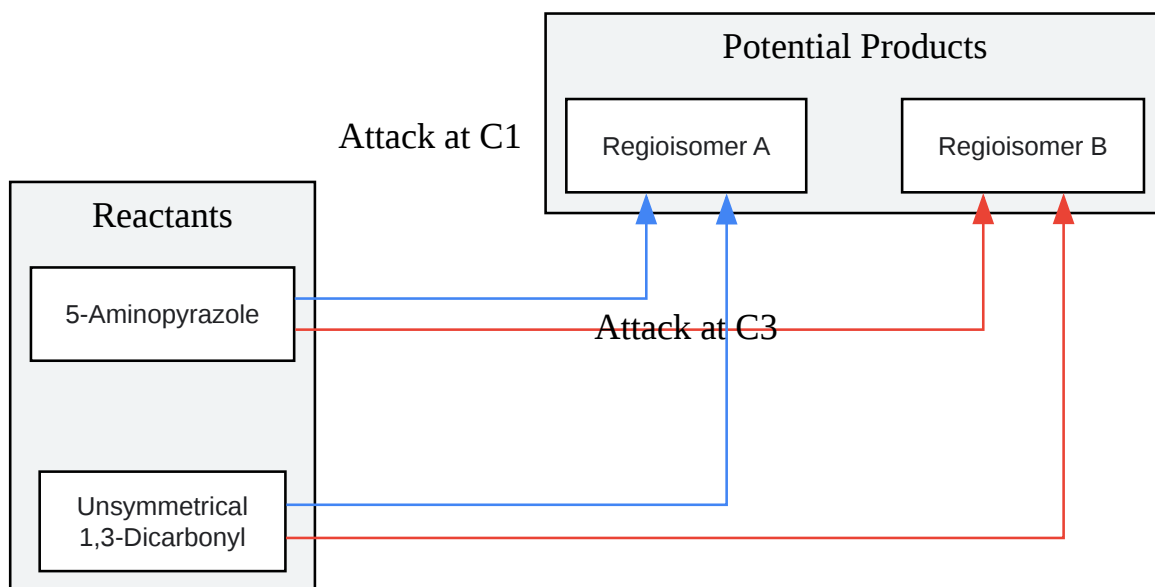 Potential Products
Attack at C1
Regioisomer A
Regioisomer B
Reactants
5-Aminopyrazole
Attack at C3
Unsymmetrical
1,3-Dicarbonyl